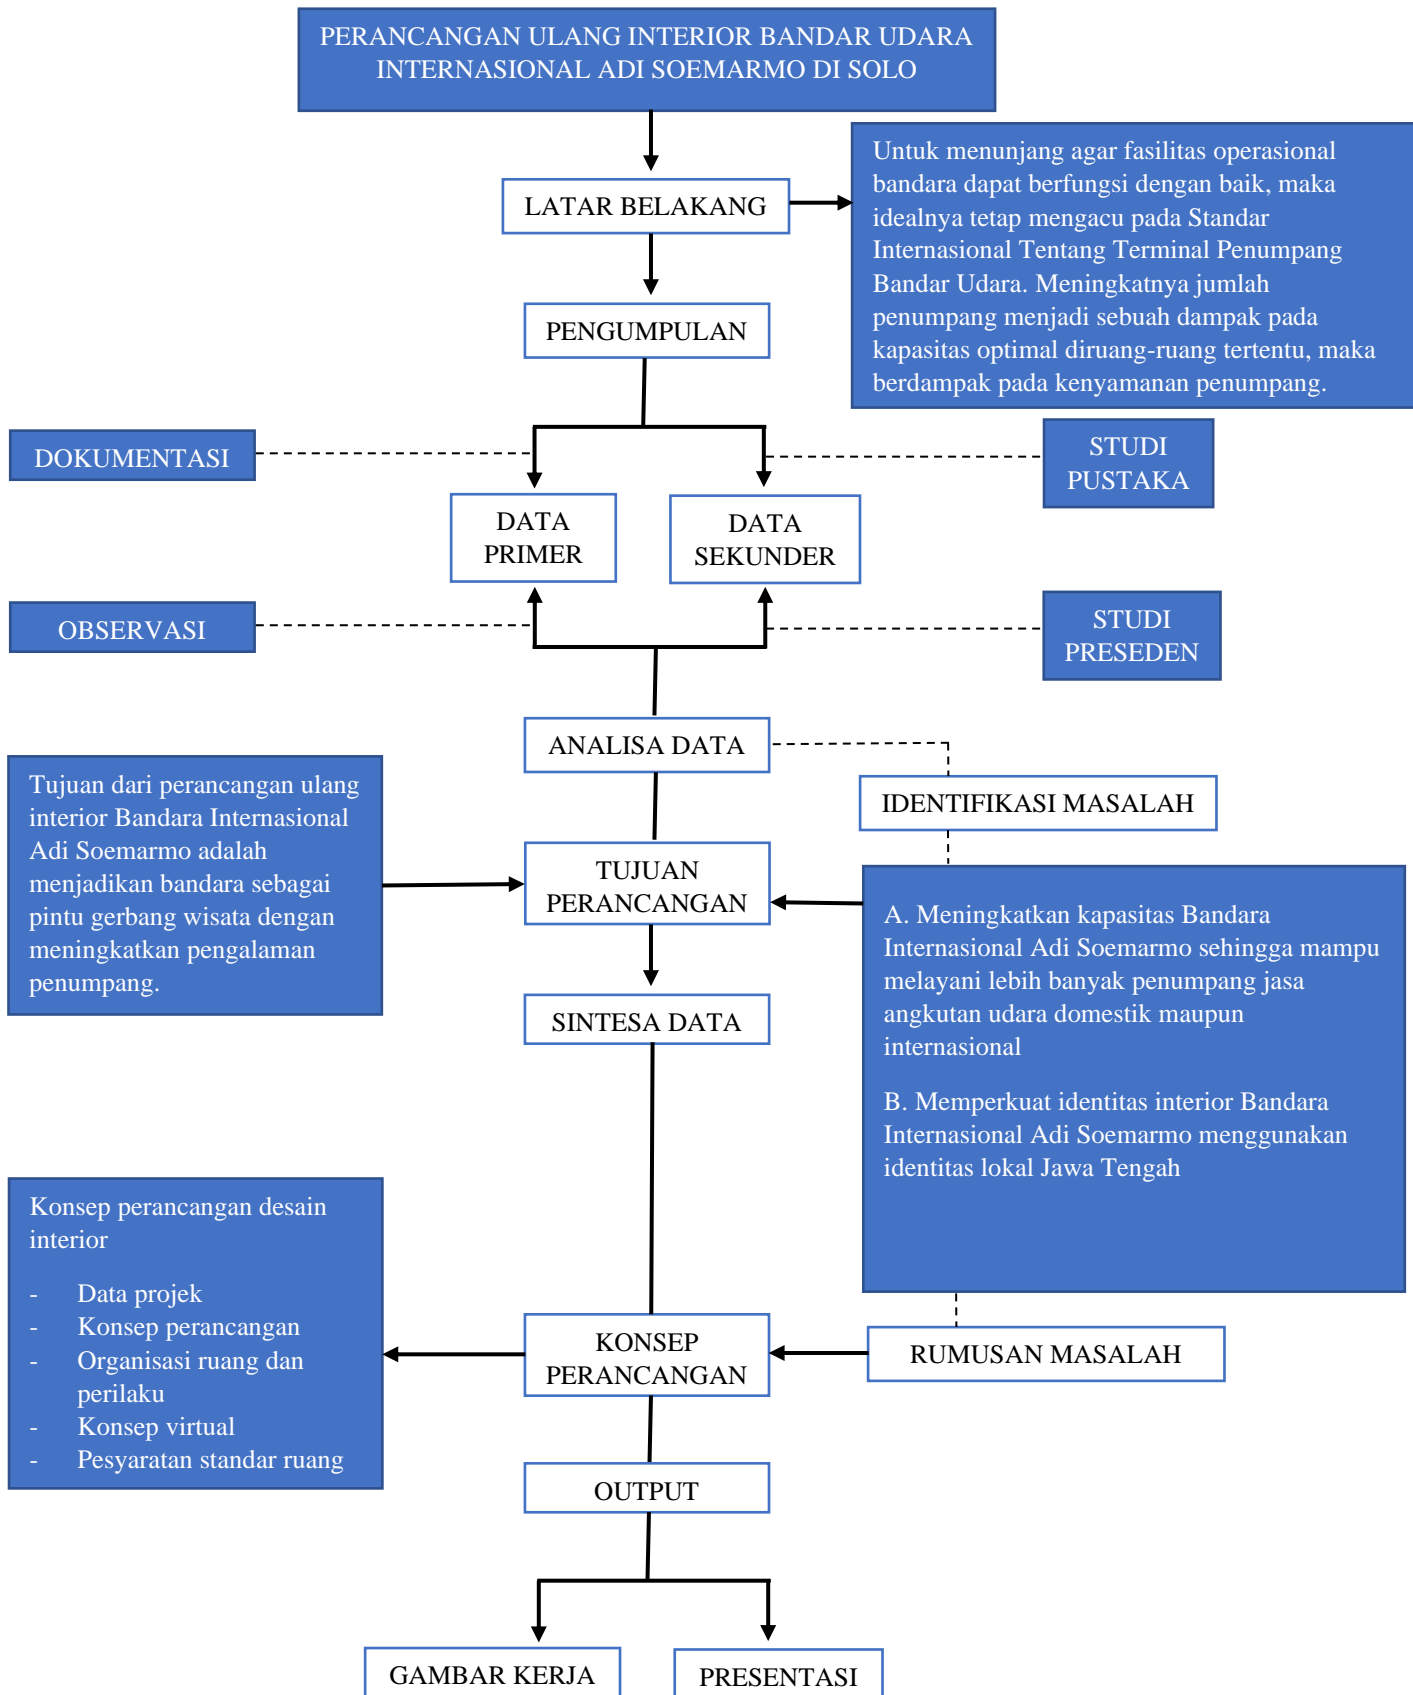 PERANCANGAN ULANG INTERIOR BANDAR UDARA
INTERNASIONAL ADI SOEMARMO DI SOLO
LATAR BELAKANG
Untuk menunjang agar fasilitas operasional
bandara dapat berfungsi dengan baik, maka
idealnya tetap mengacu pada Standar
Internasional Tentang Terminal Penumpang
Bandar Udara. Meningkatnya jumlah
penumpang menjadi sebuah dampak pada
kapasitas optimal diruang-ruang tertentu, maka
berdampak pada kenyamanan penumpang.
PENGUMPULAN
DOKUMENTASI
STUDI
PUSTAKA
DATA
PRIMER
DATA
SEKUNDER
OBSERVASI
STUDI
PRESEDEN
ANALISA DATA
IDENTIFIKASI MASALAH
Tujuan dari perancangan ulang
interior Bandara Internasional
Adi Soemarmo adalah
menjadikan bandara sebagai
pintu gerbang wisata dengan
meningkatkan pengalaman
penumpang.
TUJUAN
PERANCANGAN
A. Meningkatkan kapasitas Bandara
Internasional Adi Soemarmo sehingga mampu
melayani lebih banyak penumpang jasa
angkutan udara domestik maupun
internasional
B. Memperkuat identitas interior Bandara
Internasional Adi Soemarmo menggunakan
identitas lokal Jawa Tengah
SINTESA DATA
Konsep perancangan desain
interior
- Data projek
- Konsep perancangan
- Organisasi ruang dan
perilaku
- Konsep virtual
- Pesyaratan standar ruang
KONSEP
PERANCANGAN
RUMUSAN MASALAH
OUTPUT
GAMBAR KERJA
PRESENTASI